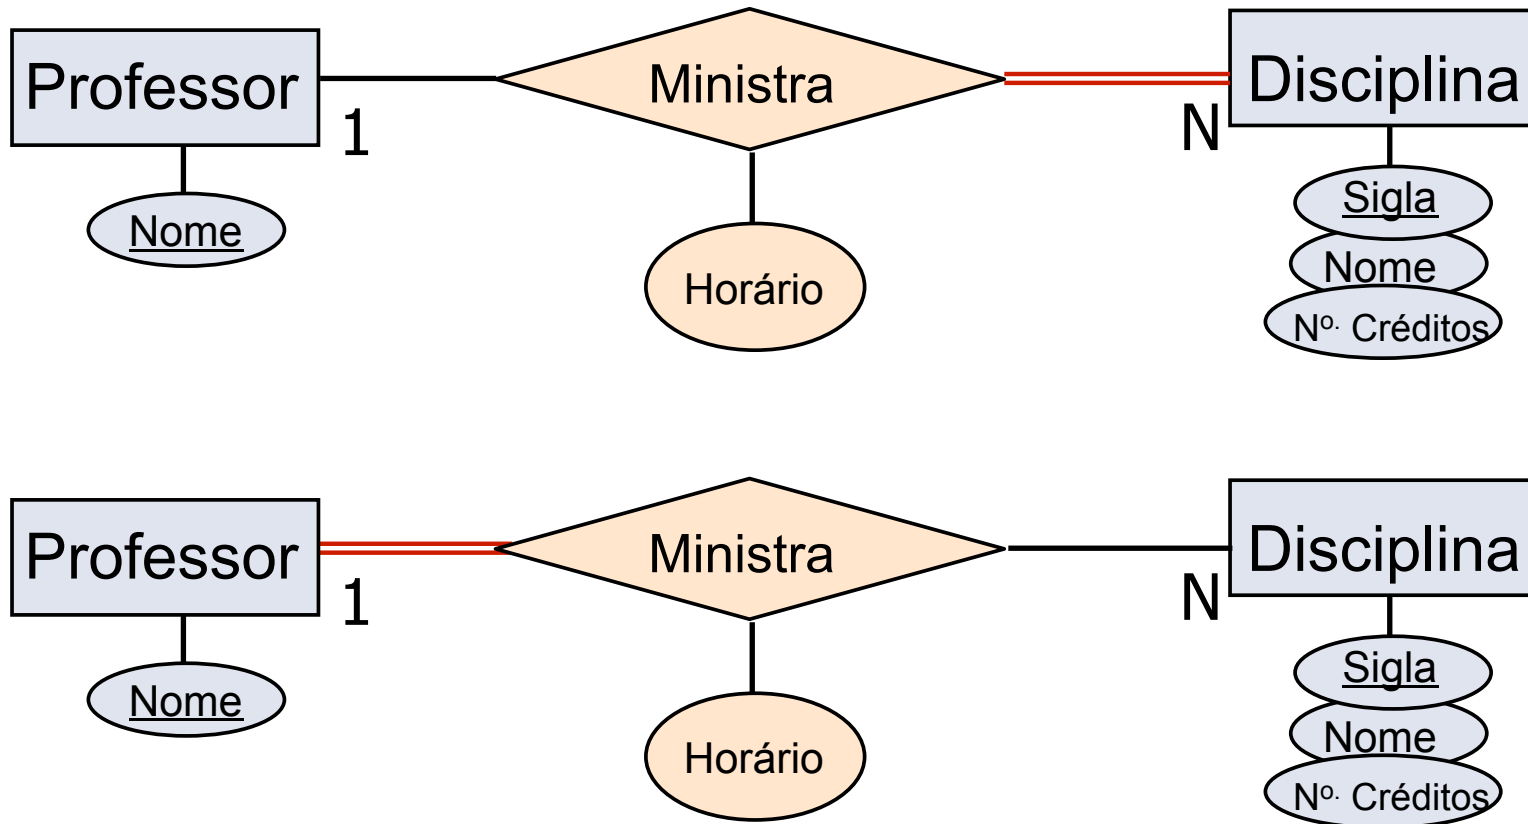 Professor
Ministra
Disciplina
1
N
Nome
Horário
Sigla
Nome
Nº. Créditos
Professor
Ministra
Disciplina
1
N
Nome
Horário
Sigla
Nome
Nº. Créditos